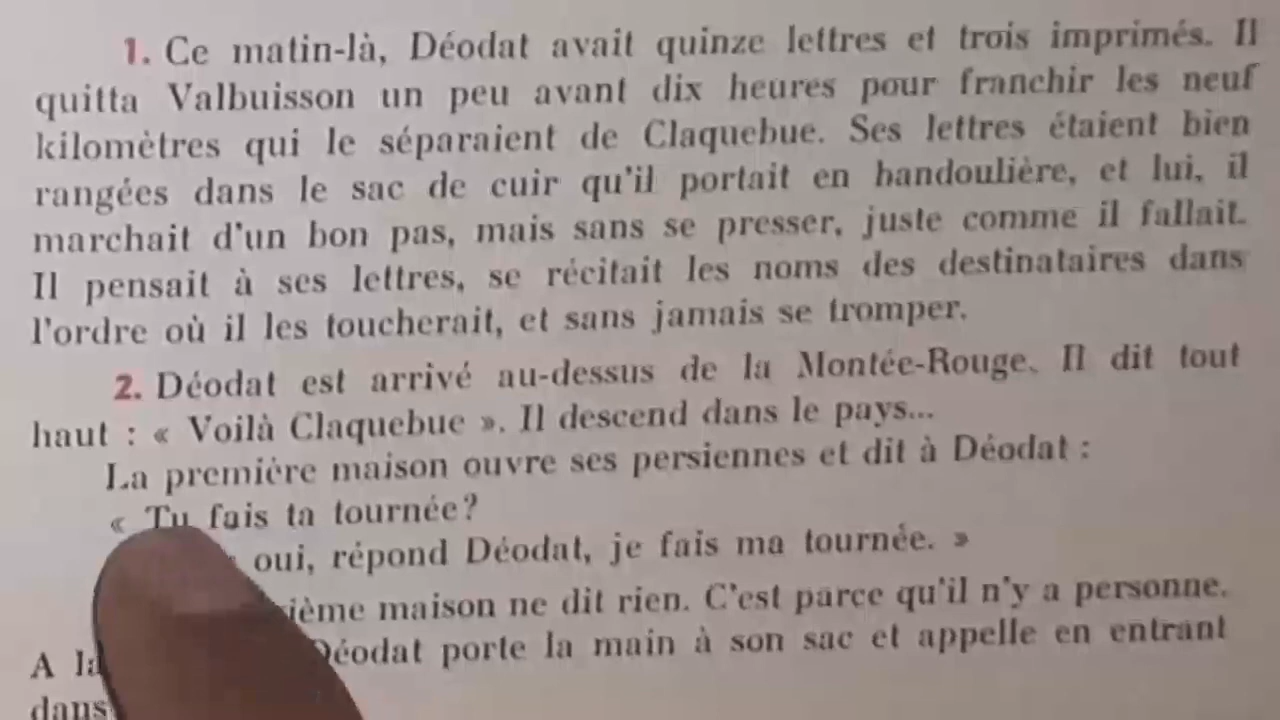 1. Ce matin-là, Déodat avait quinze lettres et trois imprimés. Il
quitta Valbuisson un peu avant dix heures pour franchir les neuf
kilomètres qui le séparaient de Claquebue. Ses lettres étaient bien
rangées dans le sac de cuir qu'il portait en bandoulière, et lui, il
marchait d'un bon pas, mais sans se presser, juste comme il fallait.
Il pensait à ses lettres, se récitait les noms des destinataires dans
l'ordre où il les toucherait, et sans jamais se tromper.
2. Déodat est arrivé au-dessus de la Montée-Rouge. Il dit tout
haut : « Voilà Claquebue ». Il descend dans le pays...
La première maison ouvre ses persiennes et dit à Déodat :
« Tu fais ta tournée?
oui, répond Déodat, je fais ma tournée. »
maison ne dit rien. C'est parce qu'il n'y a personne.
A Déodat porte la main à son sac et appelle en entrant
dans